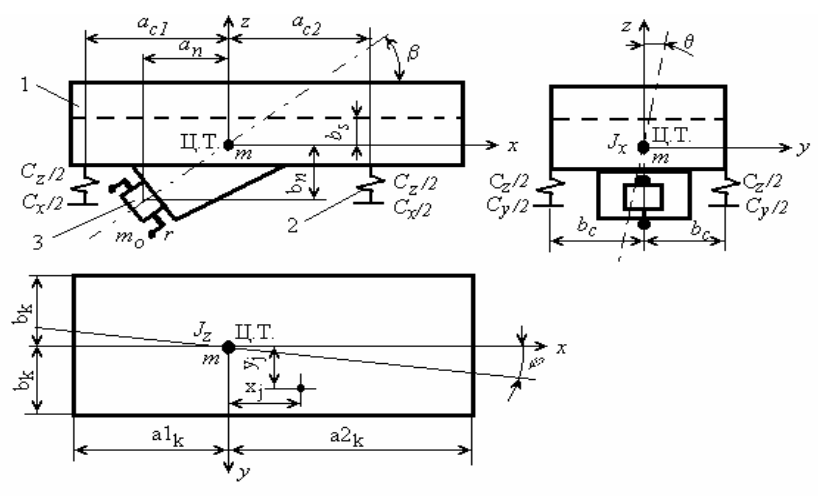 z
a_c1
a_c2
a_n
β
1
b_s
Ц.Т.
m
x
C_z/2
C_x/2
b_n
C_z/2
C_x/2
2
3
m_o
r
z
θ
J_x
Ц.Т.
m
y
C_z/2
C_y/2
C_z/2
C_y/2
b_c
b_c
b_k
b_k
J_z
Ц.Т.
m
x
y_j
x_j
φ
a1_k
a2_k
y